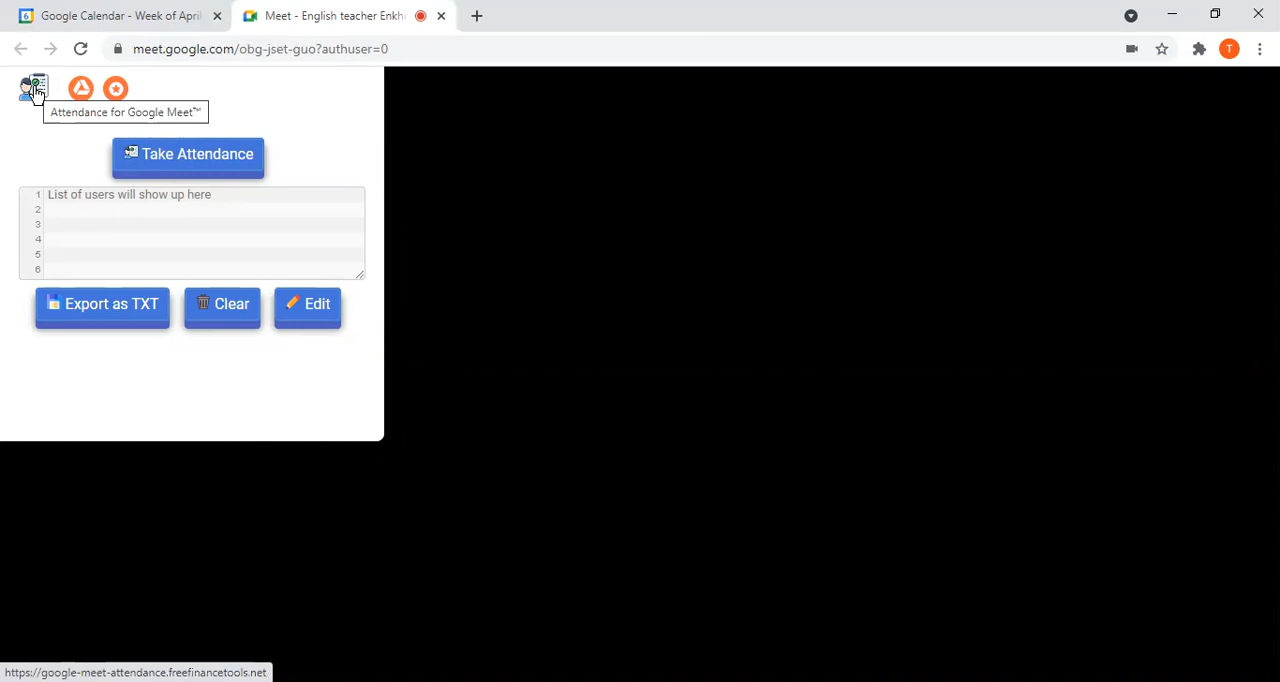 Google Calendar - Week of April
Meet - English teacher Enkh
meet.google.com/obg-jset-guo?authuser=0
T
Attendance for Google Meet™
Take Attendance
1 List of users will show up here
2
3
4
5
6
Export as TXT
Clear
Edit
https://google-meet-attendance.freefinancetools.net